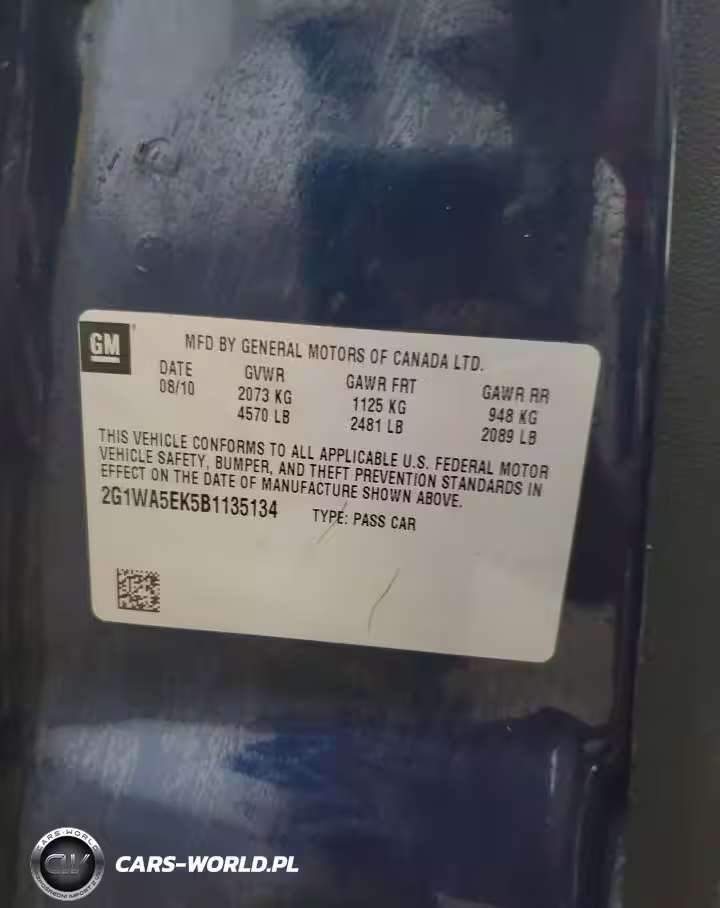 GM
MFD BY GENERAL MOTORS OF CANADA LTD.
DATE GVWR GAWR FRT GAWR RR
08/10 2073 KG 1125 KG 948 KG
4570 LB 2481 LB 2089 LB
THIS VEHICLE CONFORMS TO ALL APPLICABLE U.S. FEDERAL MOTOR
VEHICLE SAFETY, BUMPER, AND THEFT PREVENTION STANDARDS IN
EFFECT ON THE DATE OF MANUFACTURE SHOWN ABOVE.
2G1WA5EK5B1135134 TYPE: PASS CAR
CARS-WORLD
CW
CARS-WORLD.PL